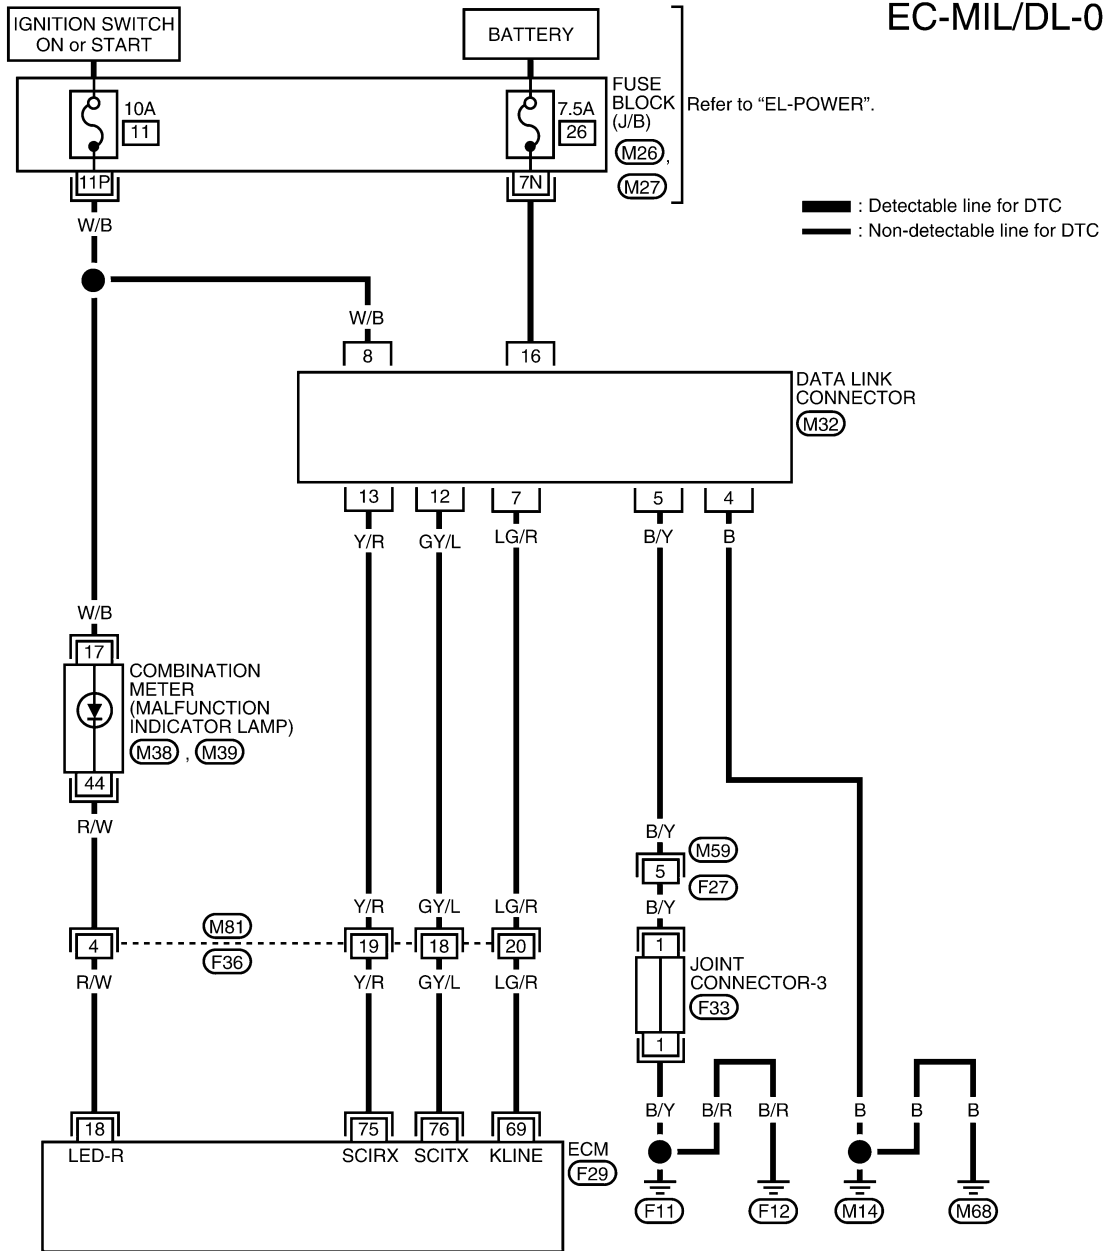 EC-MIL/DL-0
IGNITION SWITCH
ON or START
BATTERY
10A
11
7.5A
26
FUSE
BLOCK
(J/B)
M26 ,
M27
Refer to “EL-POWER”.
11P
7N
: Detectable line for DTC
: Non-detectable line for DTC
W/B
W/B
8
16
DATA LINK
CONNECTOR
M32
13
12
7
5
4
Y/R
GY/L
LG/R
B/Y
B
W/B
17
COMBINATION
METER
(MALFUNCTION
INDICATOR LAMP)
M38 , M39
44
R/W
B/Y
M59
5
F27
B/Y
Y/R
GY/L
LG/R
M81
4
19
18
20
F36
1
JOINT
CONNECTOR-3
F33
1
R/W
Y/R
GY/L
LG/R
B/Y
B/R
B/R
B
B
B
18
75
76
69
LED-R
SCIRX
SCITX
KLINE
ECM
F29
F11
F12
M14
M68